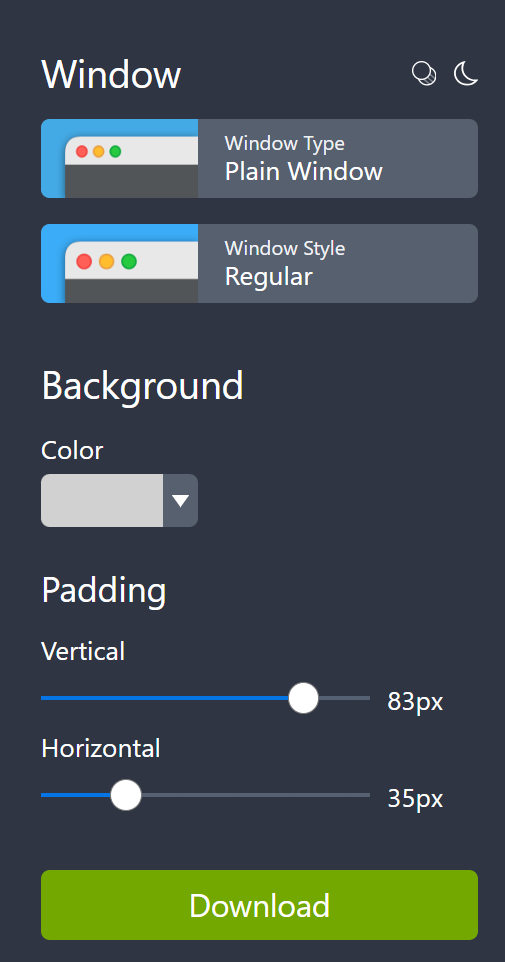 Window
Window Type
Plain Window
Window Style
Regular
Background
Color
Padding
Vertical
83px
Horizontal
35px
Download